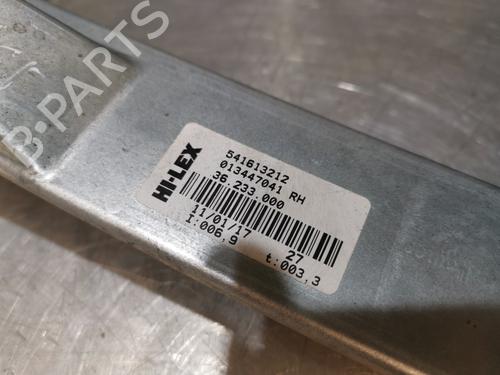 B-PARTS
HI-LEX
541613212
013447041 RH
36.233.000
11/01/17 27
I:006,9 t:003,3